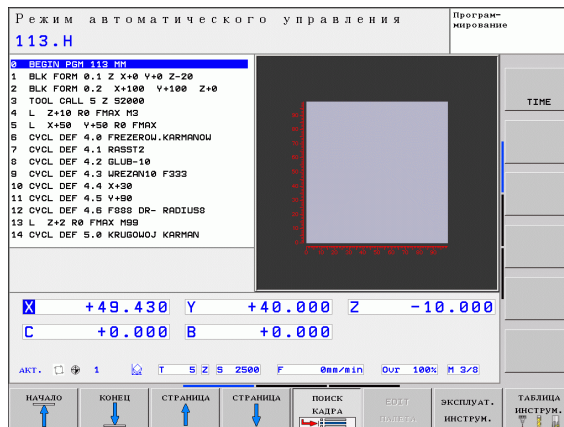 Режим автоматического управления
Програм-
мирование
113.H
0 BEGIN PGM 113 MM
1 BLK FORM 0.1 Z X+0 Y+0 Z-20
2 BLK FORM 0.2 X+100 Y+100 Z+0
3 TOOL CALL 5 Z S2000
4 L Z+10 R0 FMAX M3
5 L X+50 Y+50 R0 FMAX
6 CYCL DEF 4.0 FREZEROW.KARMANOW
7 CYCL DEF 4.1 RASST2
8 CYCL DEF 4.2 GLUB-10
9 CYCL DEF 4.3 WREZAN10 F333
10 CYCL DEF 4.4 X+30
11 CYCL DEF 4.5 Y+90
12 CYCL DEF 4.6 F888 DR- RADIUS8
13 L Z+2 R0 FMAX M99
14 CYCL DEF 5.0 KRUGOWOJ KARMAN
TIME
X +49.430 Y +40.000 Z -10.000
C +0.000 B +0.000
АКТ. 1 T 5 Z S 2500 F 0mm/min Ovr 100% M 3/8
НАЧАЛО
КОНЕЦ
СТРАНИЦА
СТРАНИЦА
ПОИСК
КАДРА
EDIT
ПАЛЕТА
ЭКСПЛУАТ.
ИНСТРУМ.
ТАБЛИЦА
ИНСТРУМ.